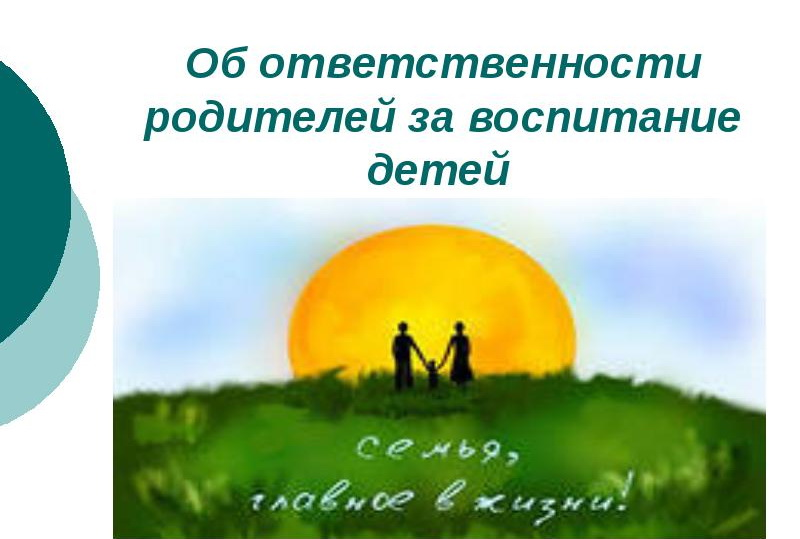 Об ответственности
родителей за воспитание
детей
семья,
главное в жизни!